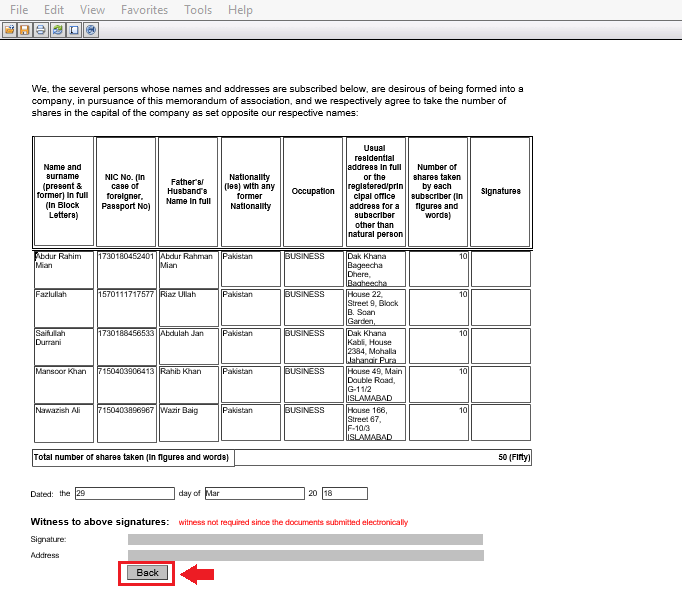 File Edit View Favorites Tools Help
We, the several persons whose names and addresses are subscribed below, are desirous of being formed into a
company, in pursuance of this memorandum of association, and we respectively agree to take the number of
shares in the capital of the company as set opposite our respective names:
Name and
surname
(present &
former) in full
(in Block
Letters)
NIC No. (in
case of
foreigner,
Passport No)
Father's/
Husband's
Name in full
Nationality
(ies) with any
former
Nationality
Occupation
Usual
residential
address in full
or the
registered/prin
cipal office
address for a
subscriber
other than
natural person
Number of
shares taken
by each
subscriber (in
figures and
words)
Signatures
Abdur Rahim
Mian
1730180452401
Abdur Rahman
Mian
Pakistan
BUSINESS
Dak Khana
Bageecha
Dhere,
Bagheecha
10
Fazlullah
1570111717577
Riaz Ullah
Pakistan
BUSINESS
House 22,
Street 9, Block
B. Soan
Garden,
10
Saifullah
Durrani
1730188456533
Abdulah Jan
Pakistan
BUSINESS
Dak Khana
Kabli, House
2384, Mohalla
Jahangir Pura
10
Mansoor Khan
7150403906413
Rahib Khan
Pakistan
BUSINESS
House 49, Main
Double Road,
G-11/2
ISLAMABAD
10
Nawazish Ali
7150403896967
Wazir Baig
Pakistan
BUSINESS
House 166,
Street 67,
F-10/3
ISLAMABAD
10
Total number of shares taken (in figures and words) 50 (Fifty)
Dated: the 29 day of Mar 20 18
Witness to above signatures: witness not required since the documents submitted electronically
Signature:
Address
Back